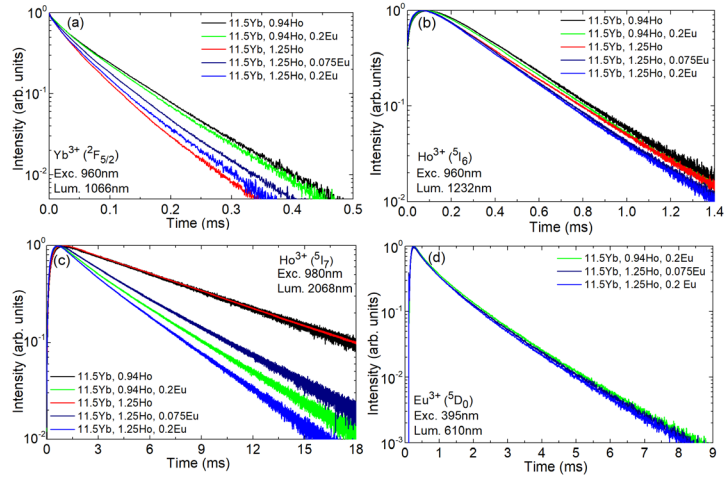 (a)
11.5Yb, 0.94Ho
11.5Yb, 0.94Ho, 0.2Eu
11.5Yb, 1.25Ho
11.5Yb, 1.25Ho, 0.075Eu
11.5Yb, 1.25Ho, 0.2Eu
Yb³⁺ (²F₅/₂)
Exc. 960nm
Lum. 1066nm
Intensity (arb. units)
10⁰
10⁻¹
10⁻²
0.0 0.1 0.2 0.3 0.4 0.5
Time (ms)
(b)
11.5Yb, 0.94Ho
11.5Yb, 0.94Ho, 0.2Eu
11.5Yb, 1.25Ho
11.5Yb, 1.25Ho, 0.075Eu
11.5Yb, 1.25Ho, 0.2Eu
Ho³⁺ (⁵I₆)
Exc. 960nm
Lum. 1232nm
Intensity (arb.units)
10⁰
10⁻¹
10⁻²
0.0 0.2 0.4 0.6 0.8 1.0 1.2 1.4
Time (ms)
(c)
Ho³⁺ (⁵I₇)
Exc. 980nm
Lum. 2068nm
11.5Yb, 0.94Ho
11.5Yb, 0.94Ho, 0.2Eu
11.5Yb, 1.25Ho
11.5Yb, 1.25Ho, 0.075Eu
11.5Yb, 1.25Ho, 0.2Eu
Intensity (arb. units)
10⁰
10⁻¹
10⁻²
0 3 6 9 12 15 18
Time (ms)
(d)
11.5Yb, 0.94Ho, 0.2Eu
11.5Yb, 1.25Ho, 0.075Eu
11.5Yb, 1.25Ho, 0.2 Eu
Eu³⁺ (⁵D₀)
Exc. 395nm
Lum. 610nm
Intensity (arb. units)
10⁰
10⁻¹
10⁻²
10⁻³
0 1 2 3 4 5 6 7 8 9
Time (ms)